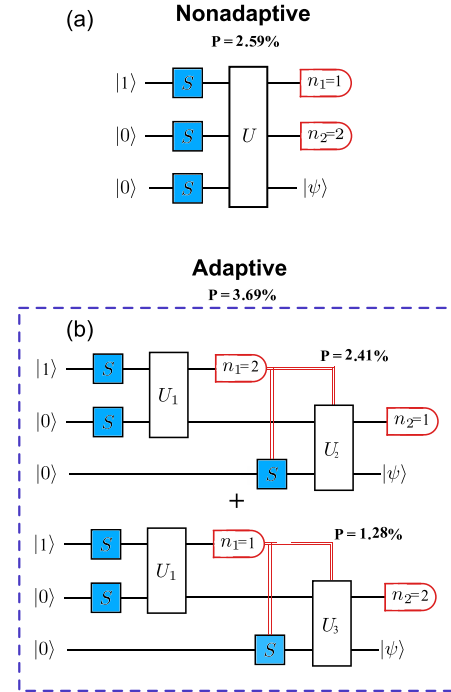 Nonadaptive
(a)
P = 2.59%
|1⟩ S n₁=1
|0⟩ S U n₂=2
|0⟩ S |ψ⟩
Adaptive
P = 3.69%
(b)
P = 2.41%
|1⟩ S n₁=2
U₁
|0⟩ S n₂=1
U₂
|0⟩ S |ψ⟩
+
P = 1.28%
|1⟩ S n₁=1
U₁
|0⟩ S n₂=2
U₃
|0⟩ S |ψ⟩